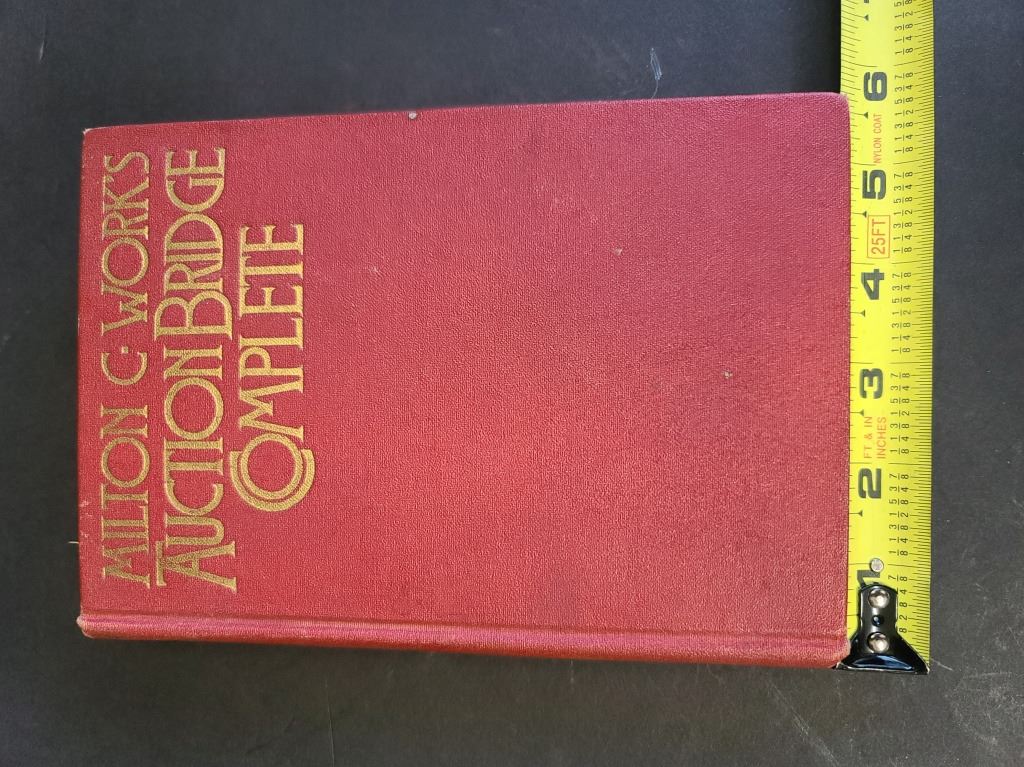 MILTON C. WORK'S
AUCTION BRIDGE
COMPLETE
1
2
FT & IN
INCHES
3
4
25FT
5
NYLON COAT
6